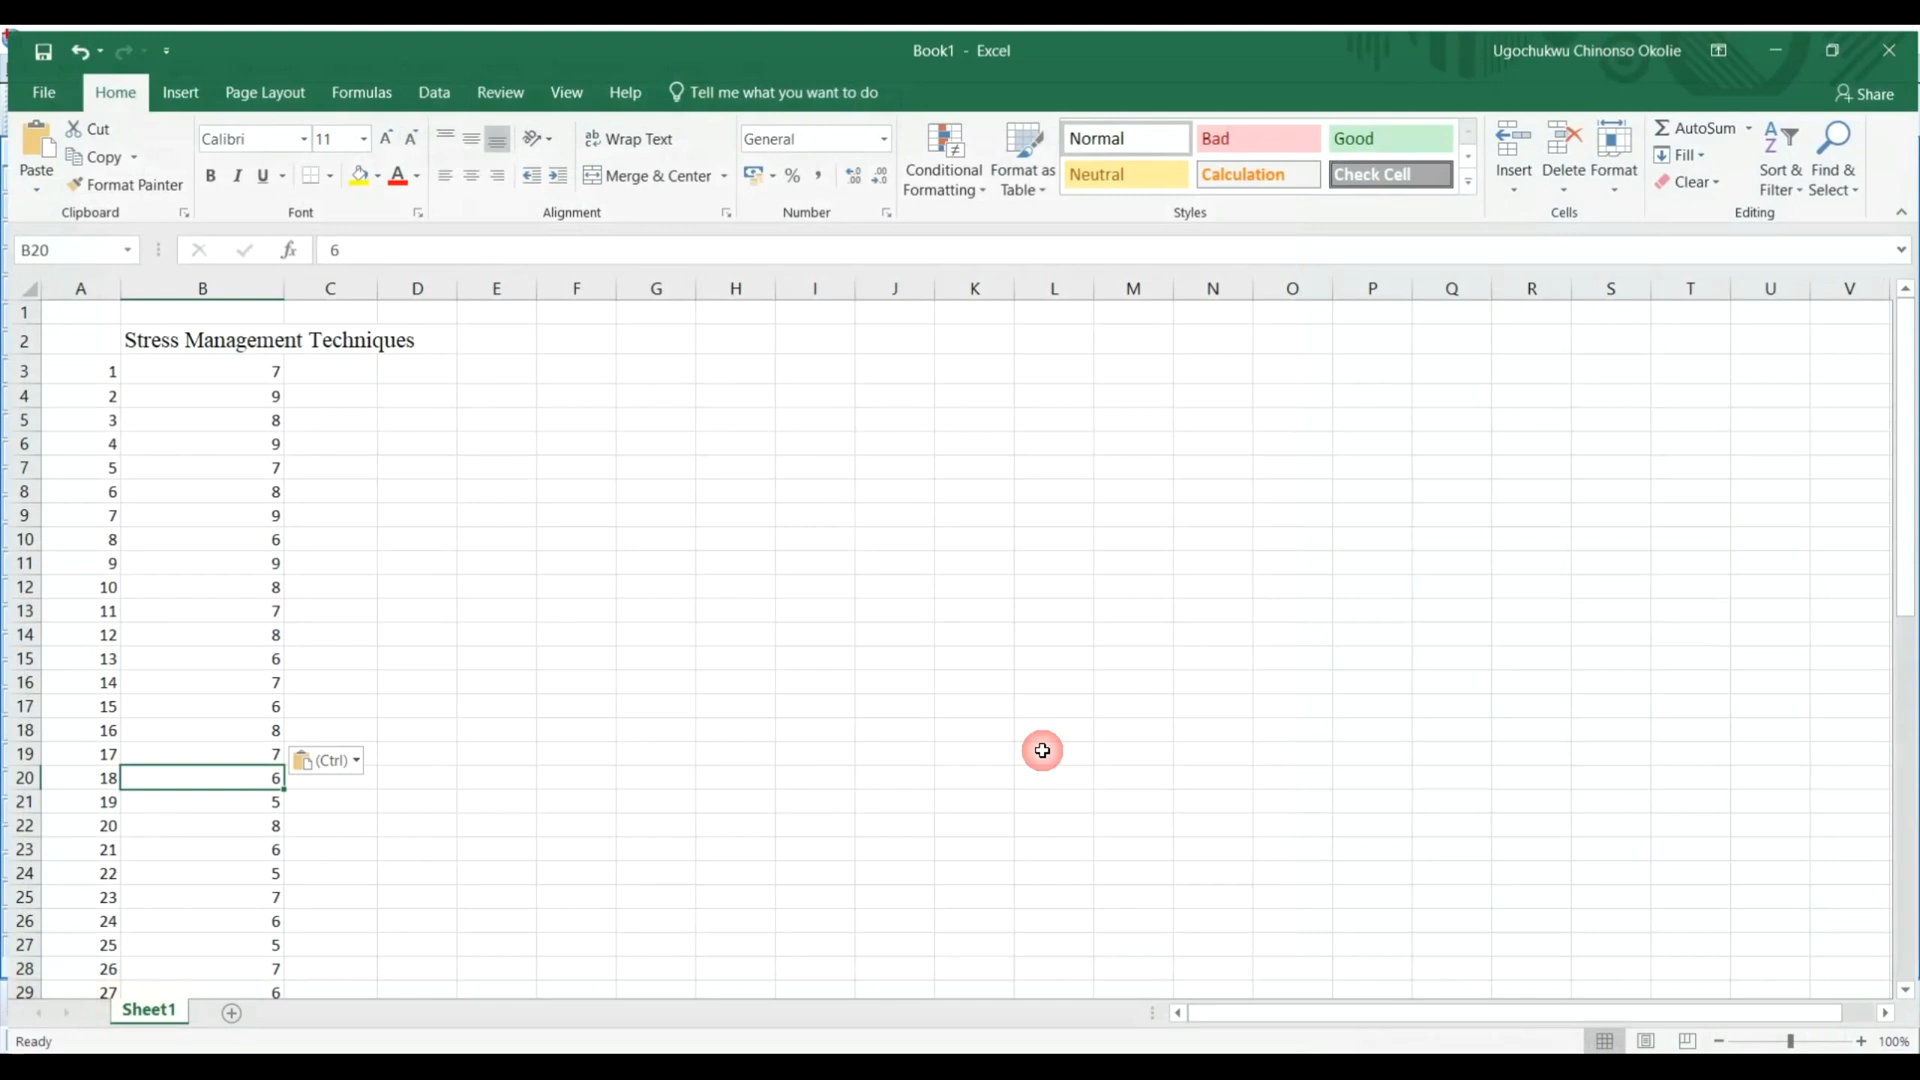 Book1 - Excel
Ugochukwu Chinonso Okolie
File Home Insert Page Layout Formulas Data Review View Help Tell me what you want to do Share
Paste
Cut
Copy
Format Painter
Clipboard
Calibri 11
B I U A
Font
Wrap Text
Merge & Center
Alignment
General
% ,
Number
Conditional Formatting
Format as Table
Normal Bad Good
Neutral Calculation Check Cell
Styles
Insert Delete Format
Cells
AutoSum
Fill
Clear
Sort & Filter
Find & Select
Editing
B20 fx 6
A B C D E F G H I J K L M N O P Q R S T U V
1
2 Stress Management Techniques
3 1 7
4 2 9
5 3 8
6 4 9
7 5 7
8 6 8
9 7 9
10 8 6
11 9 9
12 10 8
13 11 7
14 12 8
15 13 6
16 14 7
17 15 6
18 16 8
19 17 7 (Ctrl)
20 18 6
21 19 5
22 20 8
23 21 6
24 22 5
25 23 7
26 24 6
27 25 5
28 26 7
29 27 6
Sheet1
Ready
100%